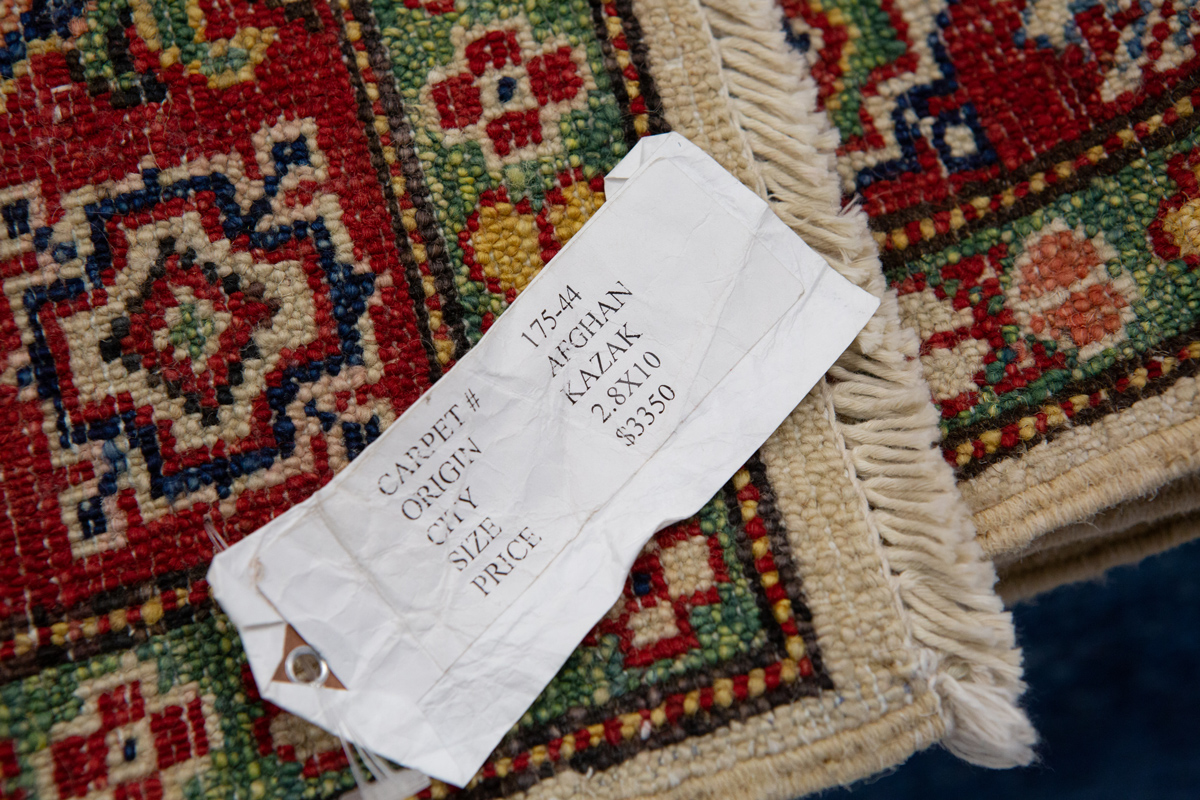 CARPET # 175-44
ORIGIN AFGHAN
CITY KAZAK
SIZE 2.8X10
PRICE $3350